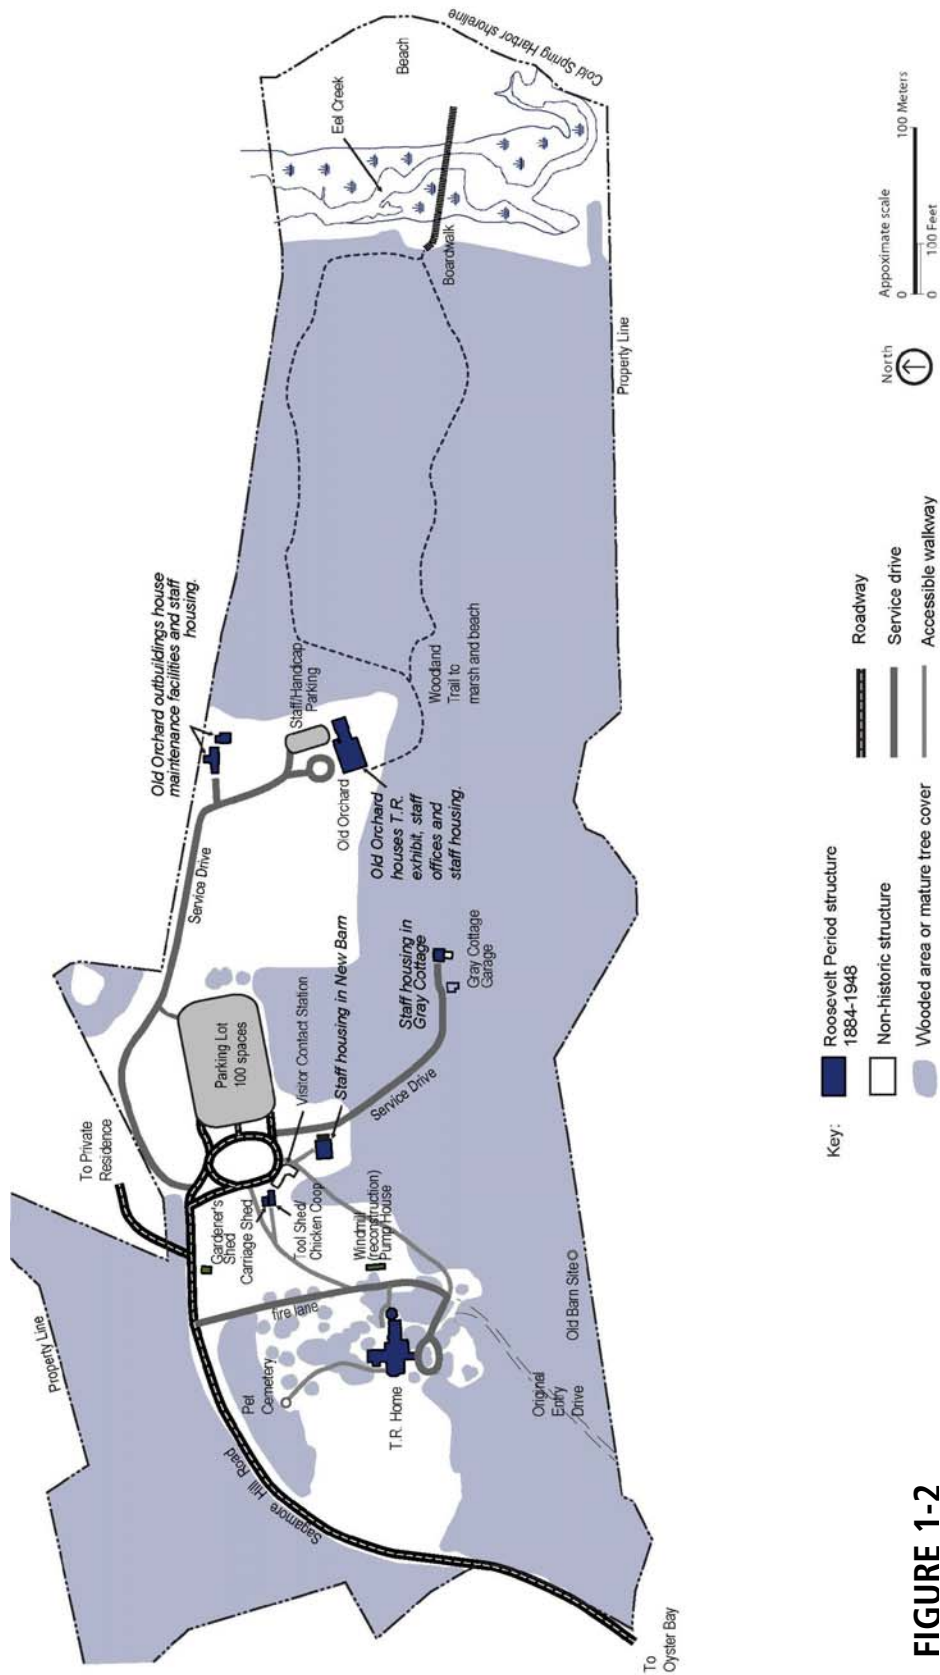 Cold Spring Harbor shoreline
Beach
Eel Creek
Boardwalk
Property Line
Old Orchard outbuildings house
maintenance facilities and staff
housing.
Staff/Handicap
Parking
Woodland
Trail to
marsh and beach
Old Orchard
Old Orchard
houses T.R.
exhibit, staff
offices and
staff housing.
Service Drive
Parking Lot
100 spaces
Visitor Contact Station
Staff housing in New Barn
Staff housing in
Gray Cottage
Gray Cottage
Garage
Service Drive
To Private
Residence
Gardener's
Shed
Carriage Shed
Tool Shed/
Chicken Coop
Windmill
(reconstruction)
Pump House
fire lane
Pet
Cemetery
T.R. Home
Old Barn Site
Original
Entry
Drive
Property Line
Sagamore Hill Road
To
Oyster Bay
Key:
Roosevelt Period structure
1884-1948
Non-historic structure
Wooded area or mature tree cover
Roadway
Service drive
Accessible walkway
North
Appoximate scale
0
100 Meters
0
100 Feet
FIGURE 1-2